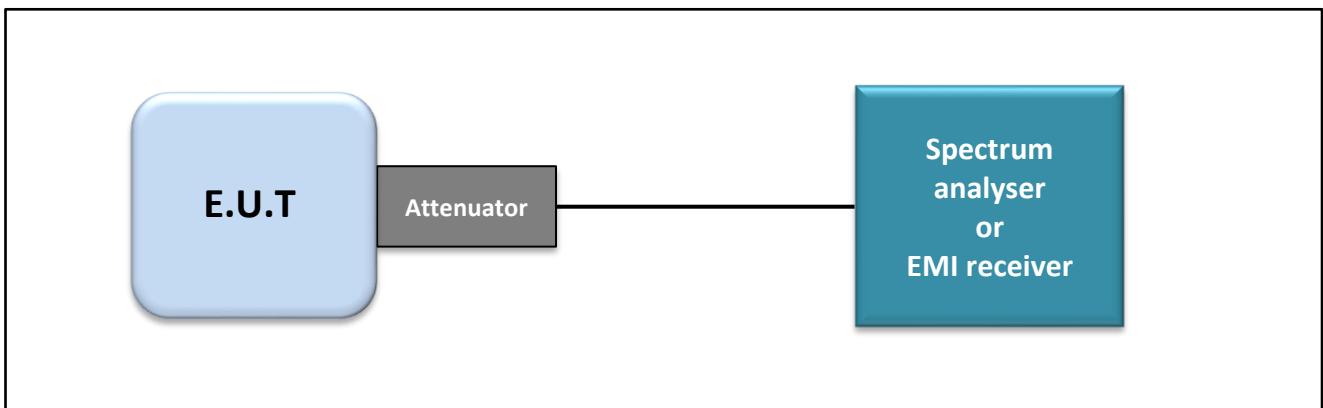 E.U.T
Attenuator
Spectrum
analyser
or
EMI receiver